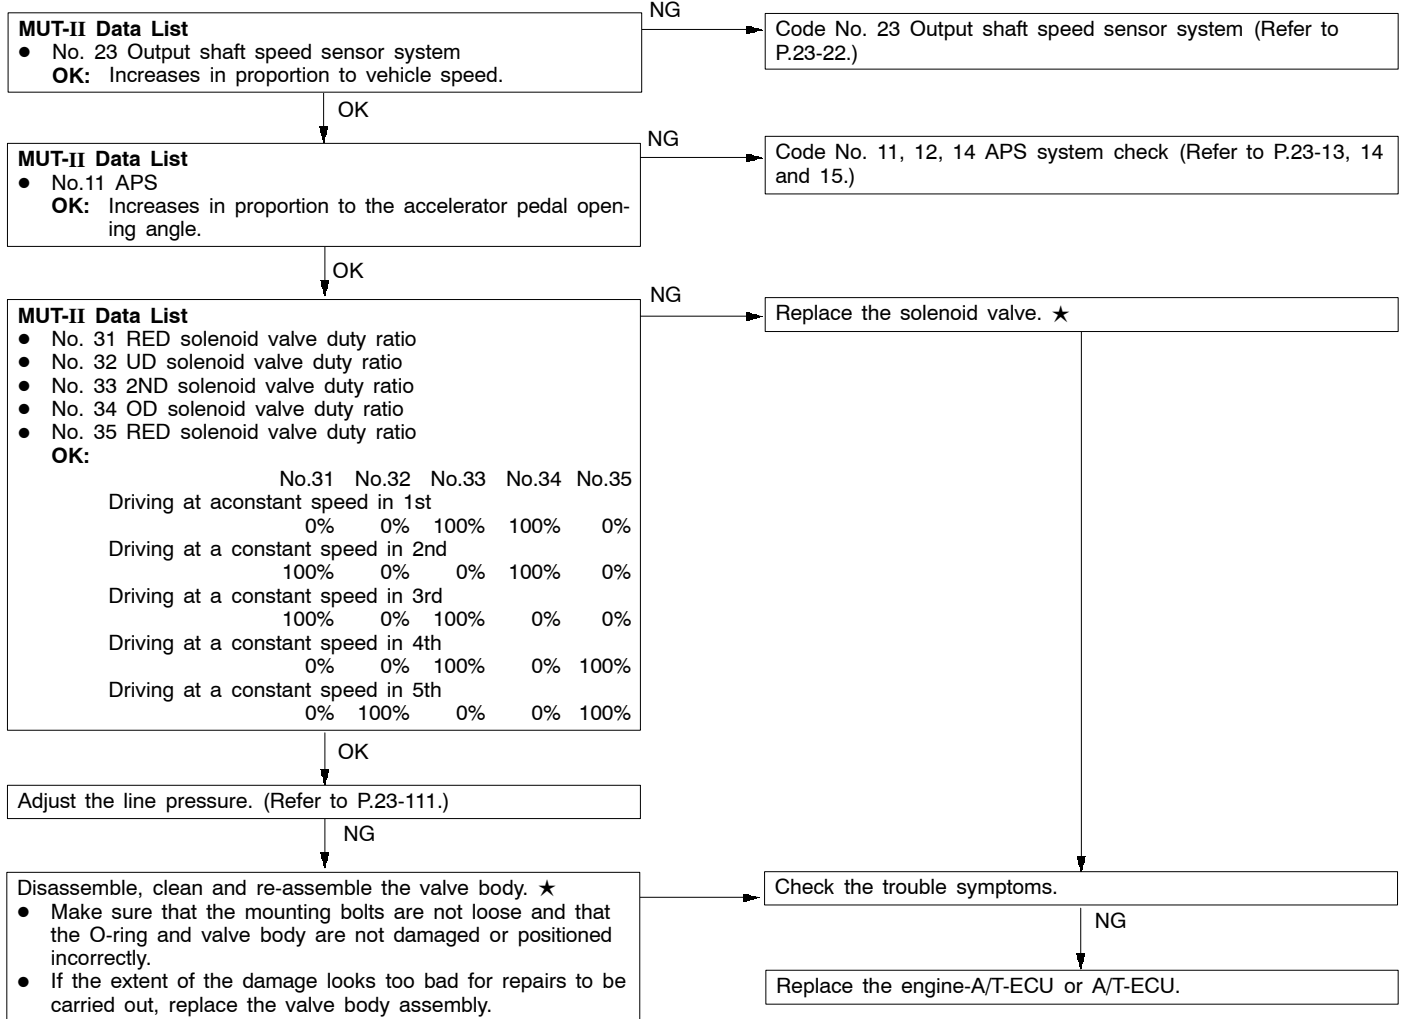 MUT-II Data List
● No. 23 Output shaft speed sensor system
OK: Increases in proportion to vehicle speed.
NG
Code No. 23 Output shaft speed sensor system (Refer to
P.23-22.)
OK
MUT-II Data List
● No.11 APS
OK: Increases in proportion to the accelerator pedal open-
ing angle.
NG
Code No. 11, 12, 14 APS system check (Refer to P.23-13, 14
and 15.)
OK
MUT-II Data List
● No. 31 RED solenoid valve duty ratio
● No. 32 UD solenoid valve duty ratio
● No. 33 2ND solenoid valve duty ratio
● No. 34 OD solenoid valve duty ratio
● No. 35 RED solenoid valve duty ratio
OK:
No.31 No.32 No.33 No.34 No.35
Driving at aconstant speed in 1st
0% 0% 100% 100% 0%
Driving at a constant speed in 2nd
100% 0% 0% 100% 0%
Driving at a constant speed in 3rd
100% 0% 100% 0% 0%
Driving at a constant speed in 4th
0% 0% 100% 0% 100%
Driving at a constant speed in 5th
0% 100% 0% 0% 100%
NG
Replace the solenoid valve. ★
OK
Adjust the line pressure. (Refer to P.23-111.)
NG
Disassemble, clean and re-assemble the valve body. ★
● Make sure that the mounting bolts are not loose and that
the O-ring and valve body are not damaged or positioned
incorrectly.
● If the extent of the damage looks too bad for repairs to be
carried out, replace the valve body assembly.
Check the trouble symptoms.
NG
Replace the engine-A/T-ECU or A/T-ECU.